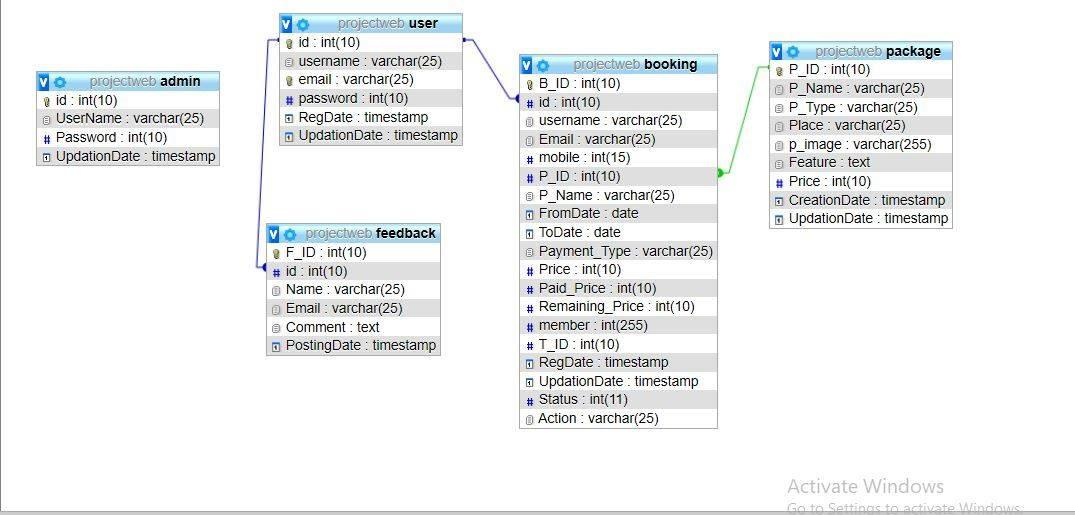 projectweb admin
id : int(10)
UserName : varchar(25)
Password : int(10)
UpdationDate : timestamp
projectweb user
id : int(10)
username : varchar(25)
email : varchar(25)
password : int(10)
RegDate : timestamp
UpdationDate : timestamp
projectweb feedback
F_ID : int(10)
id : int(10)
Name : varchar(25)
Email : varchar(25)
Comment : text
PostingDate : timestamp
projectweb booking
B_ID : int(10)
id : int(10)
username : varchar(25)
Email : varchar(25)
mobile : int(15)
P_ID : int(10)
P_Name : varchar(25)
FromDate : date
ToDate : date
Payment_Type : varchar(25)
Price : int(10)
Paid_Price : int(10)
Remaining_Price : int(10)
member : int(255)
T_ID : int(10)
RegDate : timestamp
UpdationDate : timestamp
Status : int(11)
Action : varchar(25)
projectweb package
P_ID : int(10)
P_Name : varchar(25)
P_Type : varchar(25)
Place : varchar(25)
p_image : varchar(255)
Feature : text
Price : int(10)
CreationDate : timestamp
UpdationDate : timestamp
Activate Windows
Go to Settings to activate Windows.